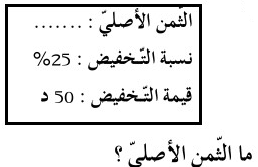 الثّمن الأصليّ : .......
نسبة التّخفيض : 25%
قيمة التّخفيض : 50 د
ما الثّمن الأصليّ ؟